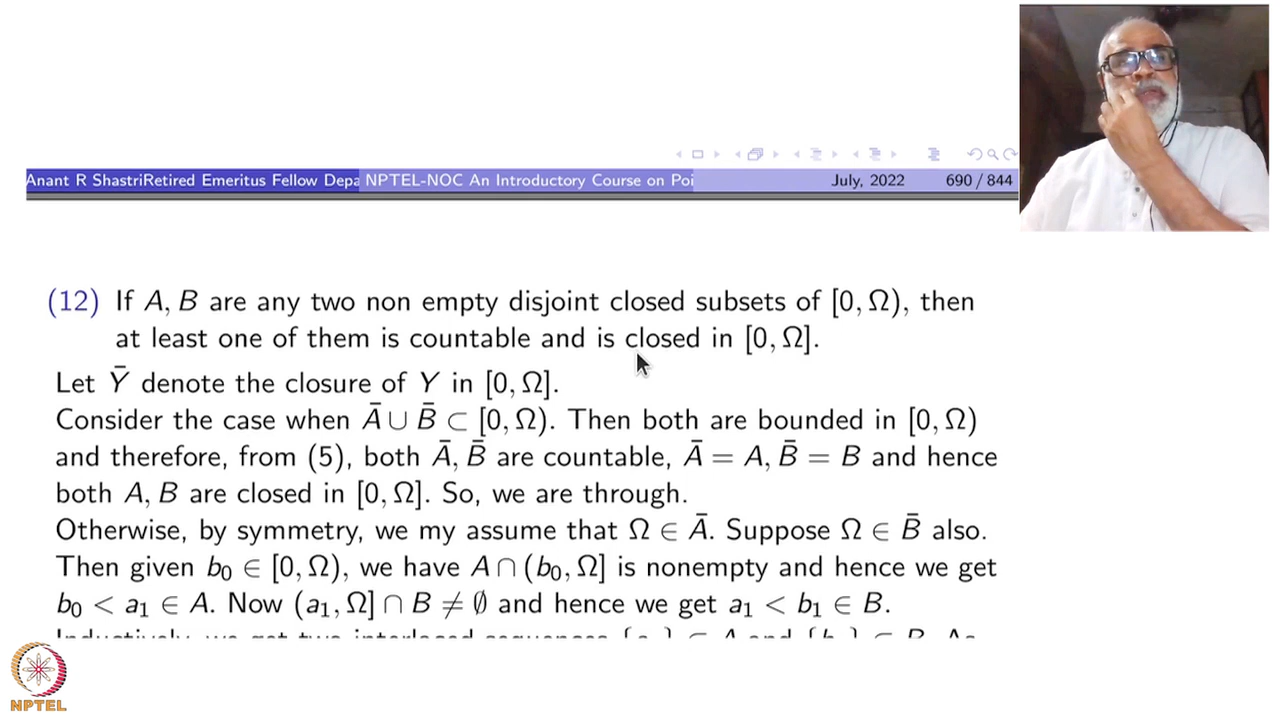 Anant R ShastriRetired Emeritus Fellow Depa NPTEL-NOC An Introductory Course on Poi July, 2022 690 / 844
(12) If A, B are any two non empty disjoint closed subsets of [0, Ω), then
at least one of them is countable and is closed in [0, Ω].
Let Ȳ denote the closure of Y in [0, Ω].
Consider the case when Ā ∪ B̄ ⊂ [0, Ω). Then both are bounded in [0, Ω)
and therefore, from (5), both Ā, B̄ are countable, Ā = A, B̄ = B and hence
both A, B are closed in [0, Ω]. So, we are through.
Otherwise, by symmetry, we my assume that Ω ∈ Ā. Suppose Ω ∈ B̄ also.
Then given b₀ ∈ [0, Ω), we have A ∩ (b₀, Ω] is nonempty and hence we get
b₀ < a₁ ∈ A. Now (a₁, Ω] ∩ B ≠ ∅ and hence we get a₁ < b₁ ∈ B.
NPTEL